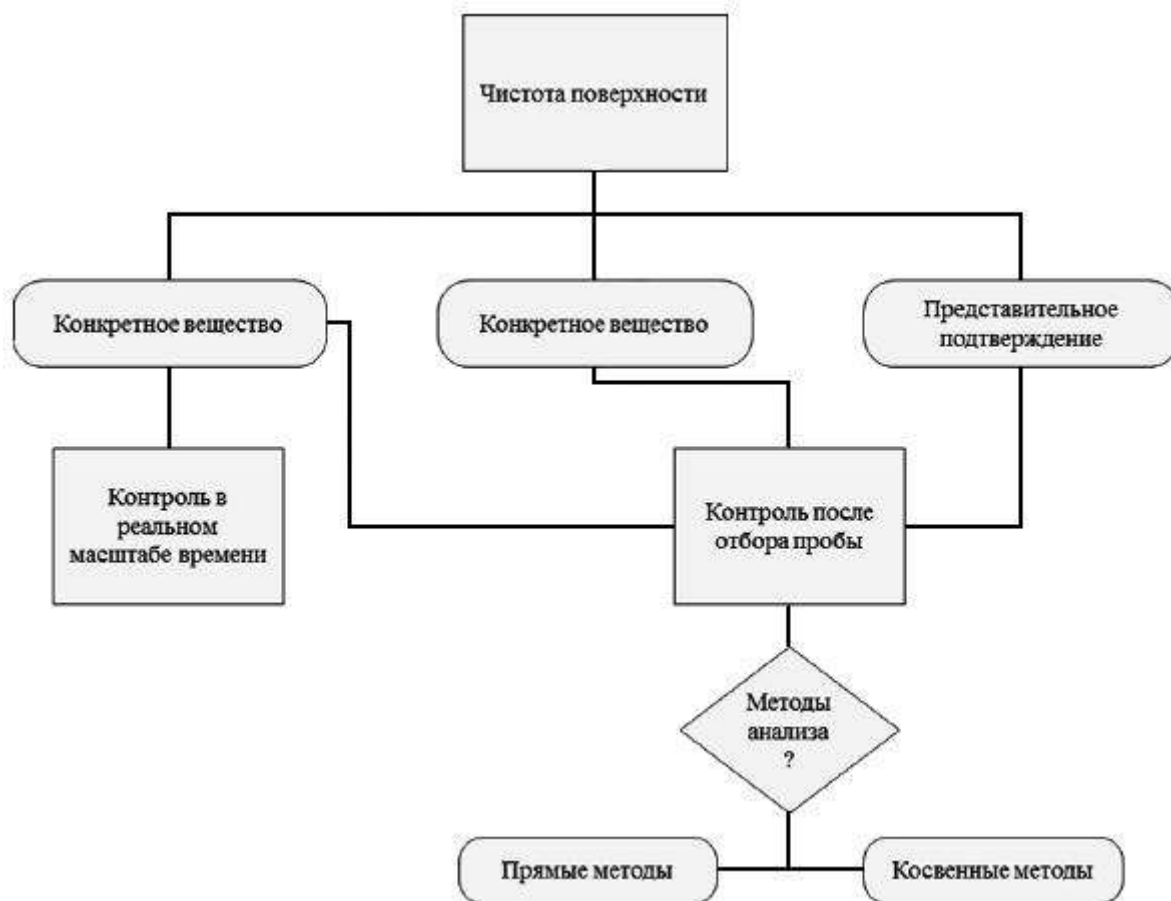 Чистота поверхности
Конкретное вещество
Конкретное вещество
Представительное
подтверждение
Контроль в
реальном
масштабе времени
Контроль после
отбора пробы
Методы
анализа
?
Прямые методы
Косвенные методы